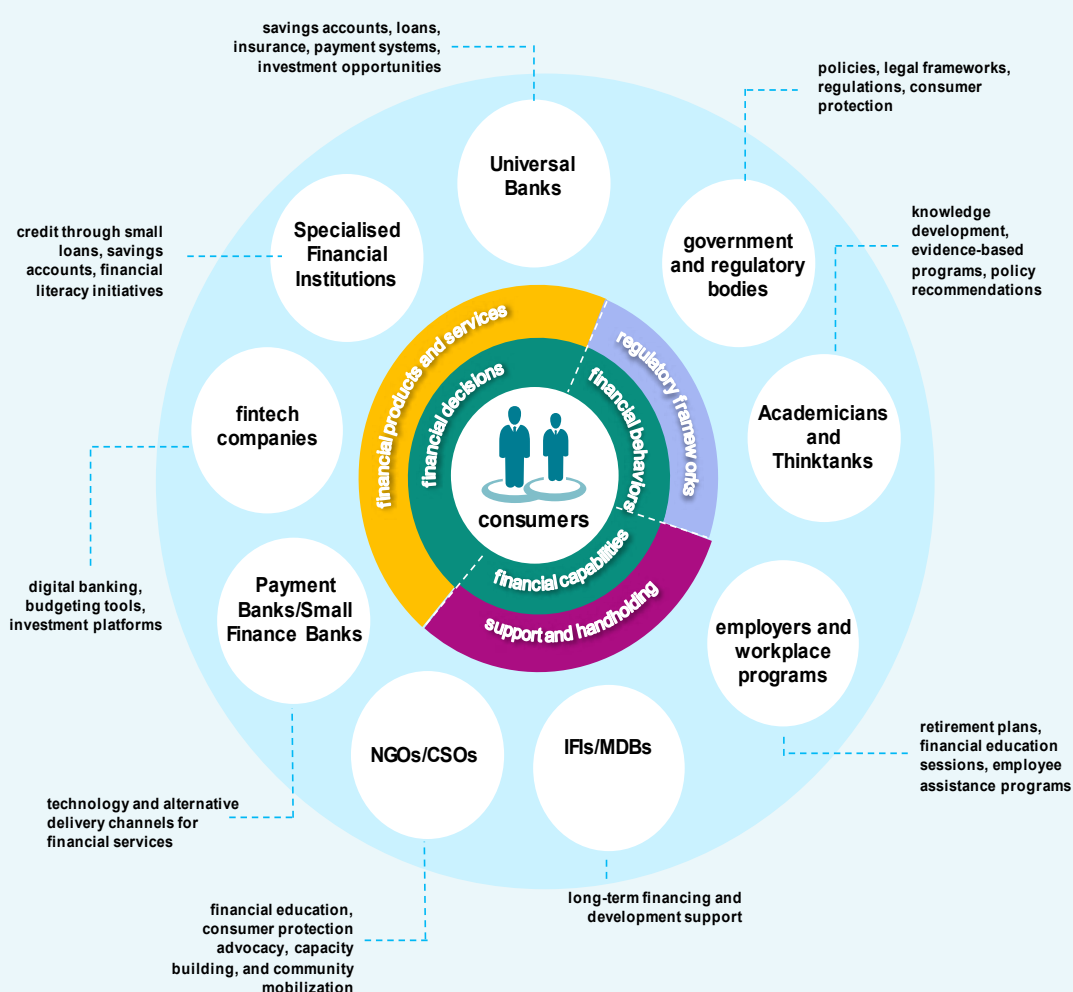 savings accounts, loans,
insurance, payment systems,
investment opportunities
policies, legal frameworks,
regulations, consumer
protection
Universal
Banks
Specialised
Financial
Institutions
government
and regulatory
bodies
credit through small
loans, savings
accounts, financial
literacy initiatives
knowledge
development,
evidence-based
programs, policy
recommendations
financial products and services
regulatory frameworks
financial decisions
financial behaviors
fintech
companies
Academicians
and
Thinktanks
consumers
financial capabilities
support and handholding
digital banking,
budgeting tools,
investment platforms
Payment
Banks/Small
Finance Banks
employers and
workplace
programs
NGOs/CSOs
IFIs/MDBs
retirement plans,
financial education
sessions, employee
assistance programs
technology and alternative
delivery channels for
financial services
long-term financing and
development support
financial education,
consumer protection
advocacy, capacity
building, and community
mobilization